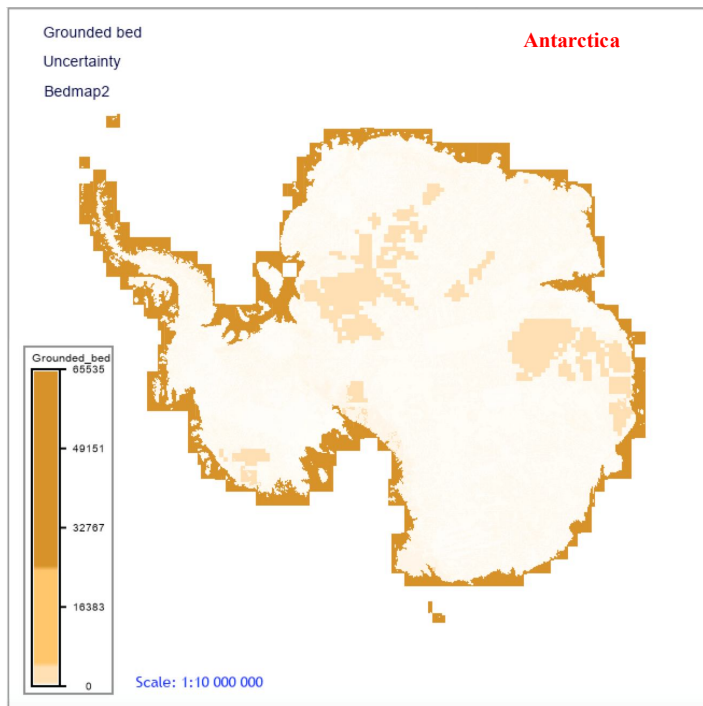 Grounded bed
Antarctica
Uncertainty
Bedmap2
Grounded_bed
65535
49151
32767
16383
0
Scale: 1:10 000 000